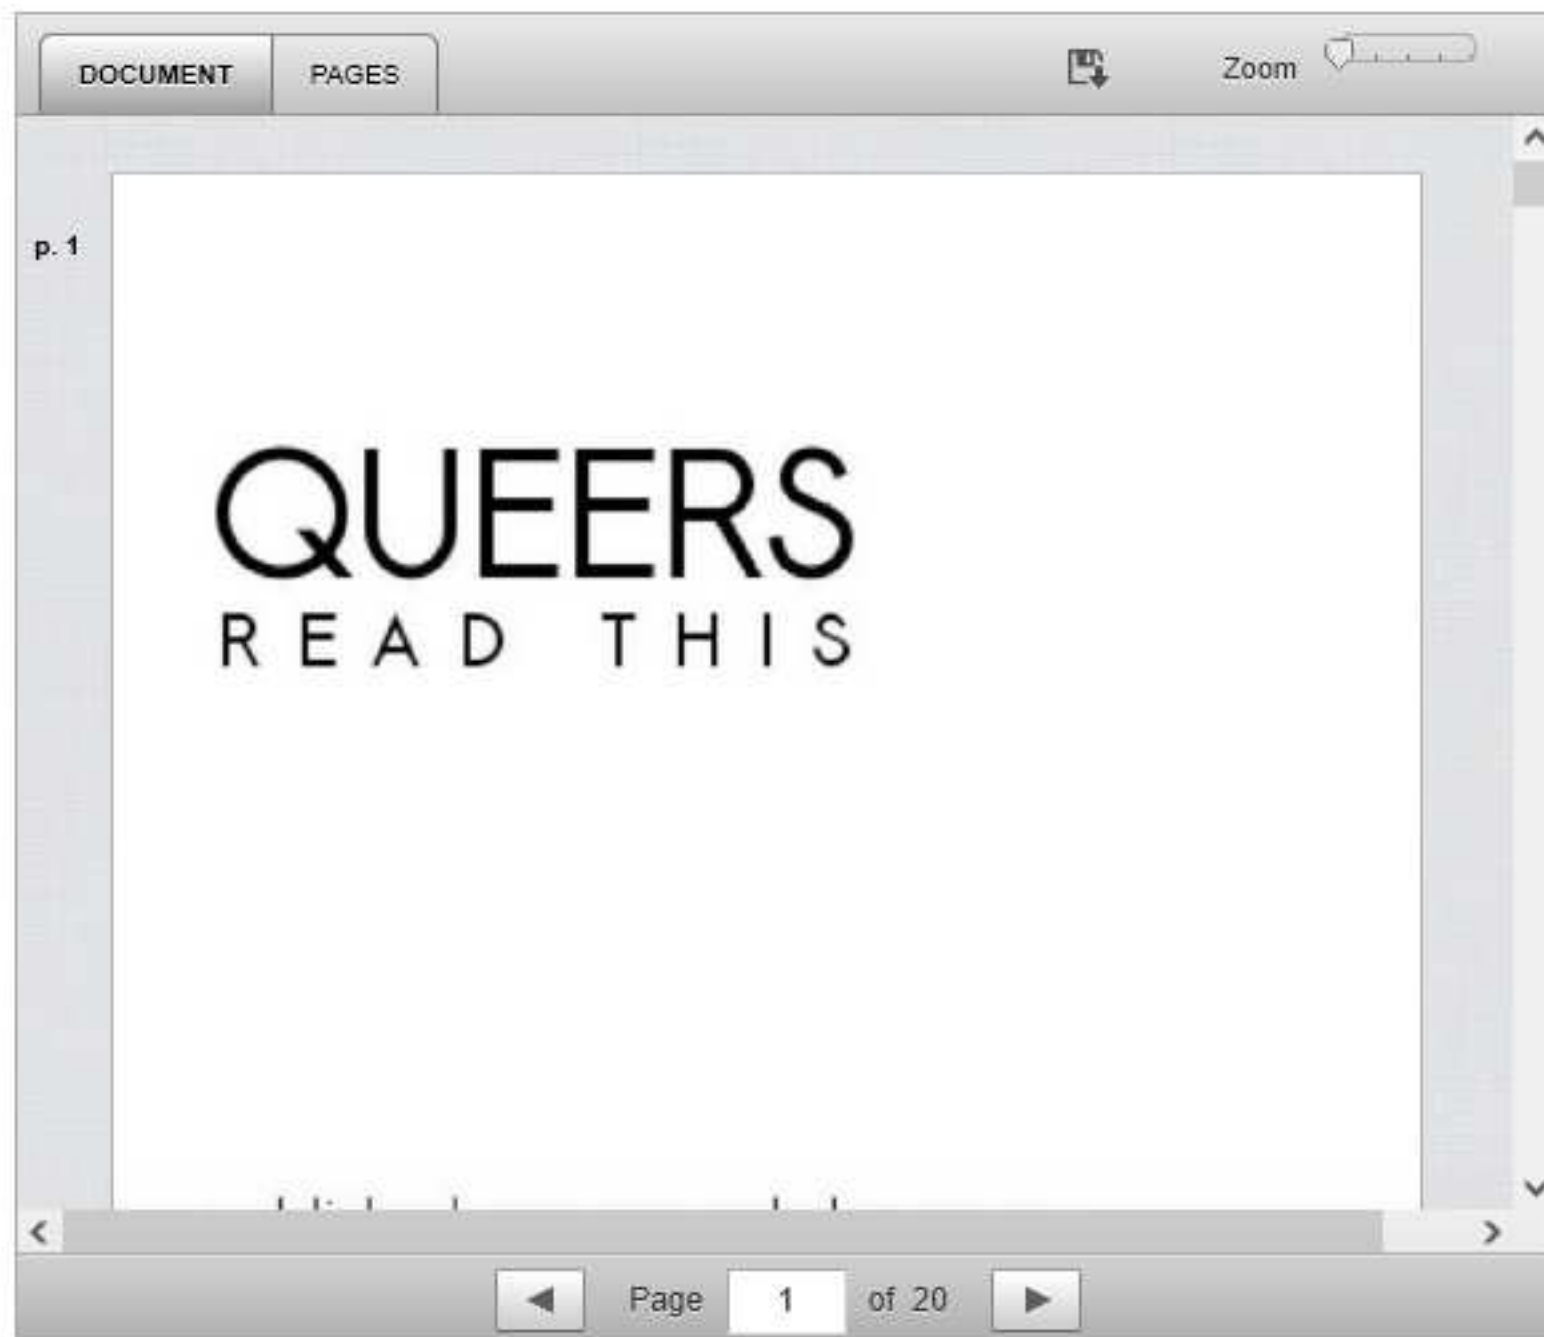 DOCUMENT PAGES Zoom
p. 1
QUEERS
READ THIS
Page 1 of 20